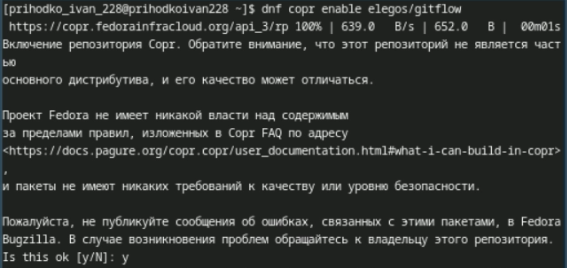 [prihodko_ivan_228@prihodkoivan228 ~]$ dnf copr enable elegos/gitflow
https://copr.fedorainfracloud.org/api_3/rp 100% | 639.0   B/s | 652.0   B |  00m01s
Включение репозитория Copr. Обратите внимание, что этот репозиторий не является част
ью
основного дистрибутива, и его качество может отличаться.
Проект Fedora не имеет никакой власти над содержимым
за пределами правил, изложенных в Copr FAQ по адресу
<https://docs.pagure.org/copr.copr/user_documentation.html#what-i-can-build-in-copr>
,
и пакеты не имеют никаких требований к качеству или уровню безопасности.
Пожалуйста, не публикуйте сообщения об ошибках, связанных с этими пакетами, в Fedora
Bugzilla. В случае возникновения проблем обращайтесь к владельцу этого репозитория.
Is this ok [y/N]: y